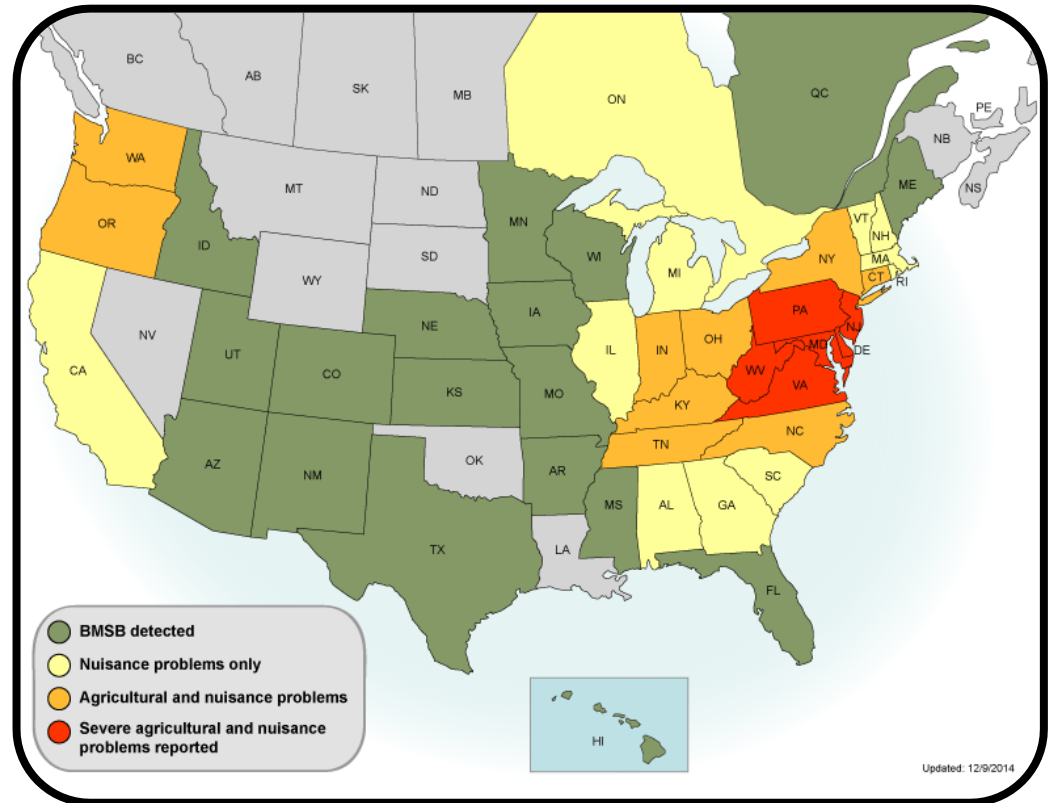 BC
AB
SK
MB
ON
QC
PE
NB
NS
ME
WA
MT
ND
MN
OR
ID
SD
WI
MI
NY
VT
NH
MA
CT
RI
WY
NV
NE
IA
PA
NJ
UT
CO
KS
MO
IL
IN
OH
WV
MD
DE
VA
CA
KY
NC
TN
AZ
NM
OK
AR
SC
MS
AL
GA
TX
LA
FL
HI
BMSB detected
Nuisance problems only
Agricultural and nuisance problems
Severe agricultural and nuisance
problems reported
Updated: 12/9/2014